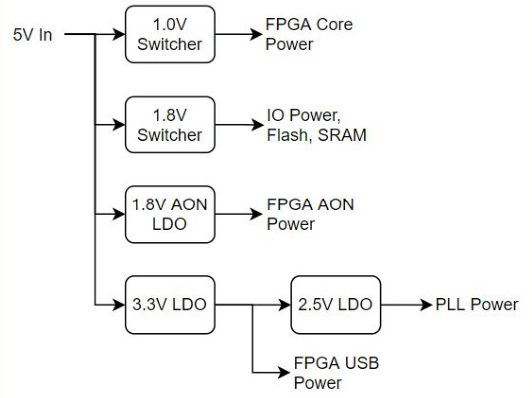 5V In
1.0V
Switcher
FPGA Core
Power
1.8V
Switcher
IO Power,
Flash, SRAM
1.8V AON
LDO
FPGA AON
Power
3.3V LDO
2.5V LDO
PLL Power
FPGA USB
Power